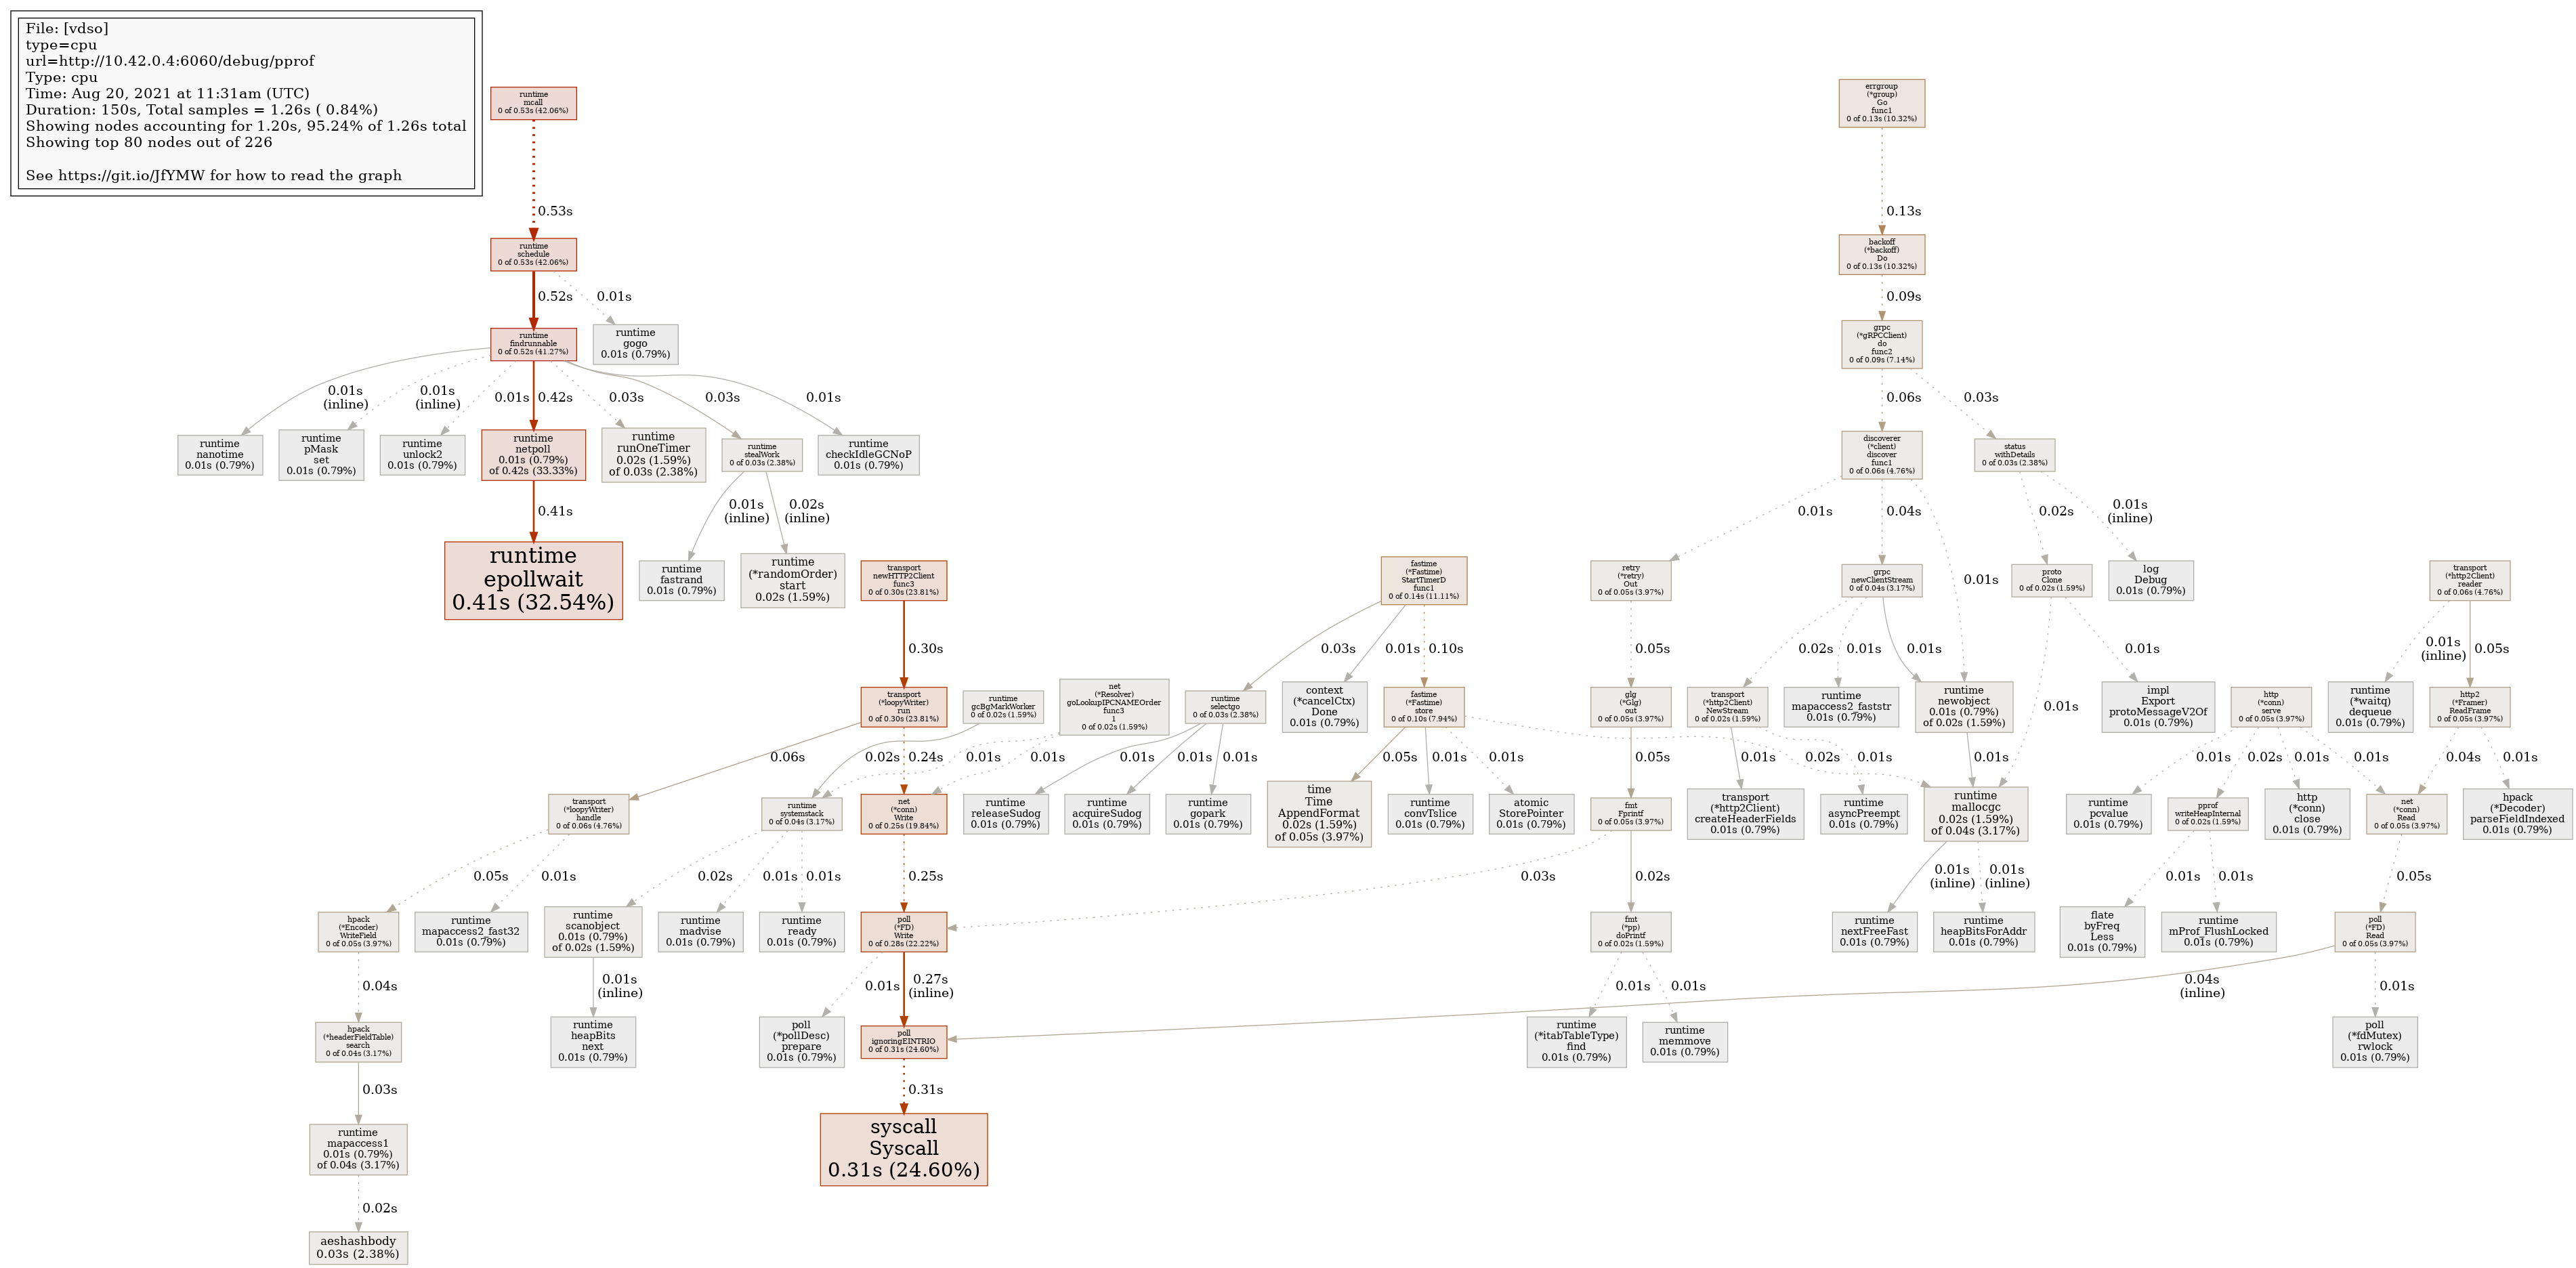 File: [vdso]
type=cpu
url=http://10.42.0.4:6060/debug/pprof
Type: cpu
Time: Aug 20, 2021 at 11:31am (UTC)
Duration: 150s, Total samples = 1.26s ( 0.84%)
Showing nodes accounting for 1.20s, 95.24% of 1.26s total
Showing top 80 nodes out of 226
See https://git.io/JfYMW for how to read the graph
runtime
mcall
0 of 0.53s (42.06%)
errgroup
(*group)
Go
func1
0 of 0.13s (10.32%)
0.53s
0.13s
runtime
schedule
0 of 0.53s (42.06%)
backoff
(*backoff)
Do
0 of 0.13s (10.32%)
0.52s
0.01s
0.09s
runtime
findrunnable
0 of 0.52s (41.27%)
runtime
gogo
0.01s (0.79%)
grpc
(*gRPCClient)
do
func2
0 of 0.09s (7.14%)
0.01s
(inline)
0.01s
(inline)
0.01s
0.42s
0.03s
0.03s
0.01s
0.06s
0.03s
runtime
nanotime
0.01s (0.79%)
runtime
pMask
set
0.01s (0.79%)
runtime
unlock2
0.01s (0.79%)
runtime
netpoll
0.01s (0.79%)
of 0.42s (33.33%)
runtime
runOneTimer
0.02s (1.59%)
of 0.03s (2.38%)
runtime
stealWork
0 of 0.03s (2.38%)
runtime
checkIdleGCNoP
0.01s (0.79%)
discoverer
(*client)
discover
func1
0 of 0.06s (4.76%)
status
withDetails
0 of 0.03s (2.38%)
0.41s
0.01s
(inline)
0.02s
(inline)
0.01s
0.04s
0.01s
0.02s
0.01s
(inline)
runtime
epollwait
0.41s (32.54%)
runtime
fastrand
0.01s (0.79%)
runtime
(*randomOrder)
start
0.02s (1.59%)
transport
newHTTP2Client
func3
0 of 0.30s (23.81%)
fastime
(*Fastime)
StartTimerD
func1
0 of 0.14s (11.11%)
retry
(*retry)
Out
0 of 0.05s (3.97%)
grpc
newClientStream
0 of 0.04s (3.17%)
proto
Clone
0 of 0.02s (1.59%)
log
Debug
0.01s (0.79%)
transport
(*http2Client)
reader
0 of 0.06s (4.76%)
0.30s
0.03s
0.01s
0.10s
0.05s
0.02s
0.01s
0.01s
0.01s
0.01s
0.01s
(inline)
0.05s
transport
(*loopyWriter)
run
0 of 0.30s (23.81%)
runtime
gcBgMarkWorker
0 of 0.02s (1.59%)
net
(*Resolver)
goLookupIPCNAMEOrder
func3
1
0 of 0.02s (1.59%)
runtime
selectgo
0 of 0.03s (2.38%)
context
(*cancelCtx)
Done
0.01s (0.79%)
fastime
(*Fastime)
store
0 of 0.10s (7.94%)
glg
(*Glg)
out
0 of 0.05s (3.97%)
transport
(*http2Client)
NewStream
0 of 0.02s (1.59%)
runtime
mapaccess2_faststr
0.01s (0.79%)
runtime
newobject
0.01s (0.79%)
of 0.02s (1.59%)
impl
Export
protoMessageV2Of
0.01s (0.79%)
http
(*conn)
serve
0 of 0.05s (3.97%)
runtime
(*waitq)
dequeue
0.01s (0.79%)
http2
(*Framer)
ReadFrame
0 of 0.05s (3.97%)
0.06s
0.02s
0.24s
0.01s
0.01s
0.01s
0.01s
0.01s
0.05s
0.01s
0.01s
0.02s
0.05s
0.01s
0.01s
0.01s
0.01s
0.02s
0.01s
0.01s
0.04s
0.01s
transport
(*loopyWriter)
handle
0 of 0.06s (4.76%)
runtime
systemstack
0 of 0.04s (3.17%)
net
(*conn)
Write
0 of 0.25s (19.84%)
runtime
releaseSudog
0.01s (0.79%)
runtime
acquireSudog
0.01s (0.79%)
runtime
gopark
0.01s (0.79%)
time
Time
AppendFormat
0.02s (1.59%)
of 0.05s (3.97%)
runtime
convTslice
0.01s (0.79%)
atomic
StorePointer
0.01s (0.79%)
fmt
Fprintf
0 of 0.05s (3.97%)
transport
(*http2Client)
createHeaderFields
0.01s (0.79%)
runtime
asyncPreempt
0.01s (0.79%)
runtime
mallocgc
0.02s (1.59%)
of 0.04s (3.17%)
runtime
pcvalue
0.01s (0.79%)
pprof
writeHeapInternal
0 of 0.02s (1.59%)
http
(*conn)
close
0.01s (0.79%)
net
(*conn)
Read
0 of 0.05s (3.97%)
hpack
(*Decoder)
parseFieldIndexed
0.01s (0.79%)
0.05s
0.01s
0.02s
0.01s
0.01s
0.25s
0.03s
0.02s
0.01s
(inline)
0.01s
(inline)
0.01s
0.01s
0.05s
hpack
(*Encoder)
WriteField
0 of 0.05s (3.97%)
runtime
mapaccess2_fast32
0.01s (0.79%)
runtime
scanobject
0.01s (0.79%)
of 0.02s (1.59%)
runtime
madvise
0.01s (0.79%)
runtime
ready
0.01s (0.79%)
poll
(*FD)
Write
0 of 0.28s (22.22%)
fmt
(*pp)
doPrintf
0 of 0.02s (1.59%)
runtime
nextFreeFast
0.01s (0.79%)
runtime
heapBitsForAddr
0.01s (0.79%)
flate
byFreq
Less
0.01s (0.79%)
runtime
mProf_FlushLocked
0.01s (0.79%)
poll
(*FD)
Read
0 of 0.05s (3.97%)
0.04s
0.01s
(inline)
0.01s
0.27s
(inline)
0.01s
0.01s
0.04s
(inline)
0.01s
hpack
(*headerFieldTable)
search
0 of 0.04s (3.17%)
runtime
heapBits
next
0.01s (0.79%)
poll
(*pollDesc)
prepare
0.01s (0.79%)
poll
ignoringEINTRIO
0 of 0.31s (24.60%)
runtime
(*itabTableType)
find
0.01s (0.79%)
runtime
memmove
0.01s (0.79%)
poll
(*fdMutex)
rwlock
0.01s (0.79%)
0.03s
0.31s
runtime
mapaccess1
0.01s (0.79%)
of 0.04s (3.17%)
syscall
Syscall
0.31s (24.60%)
0.02s
aeshashbody
0.03s (2.38%)